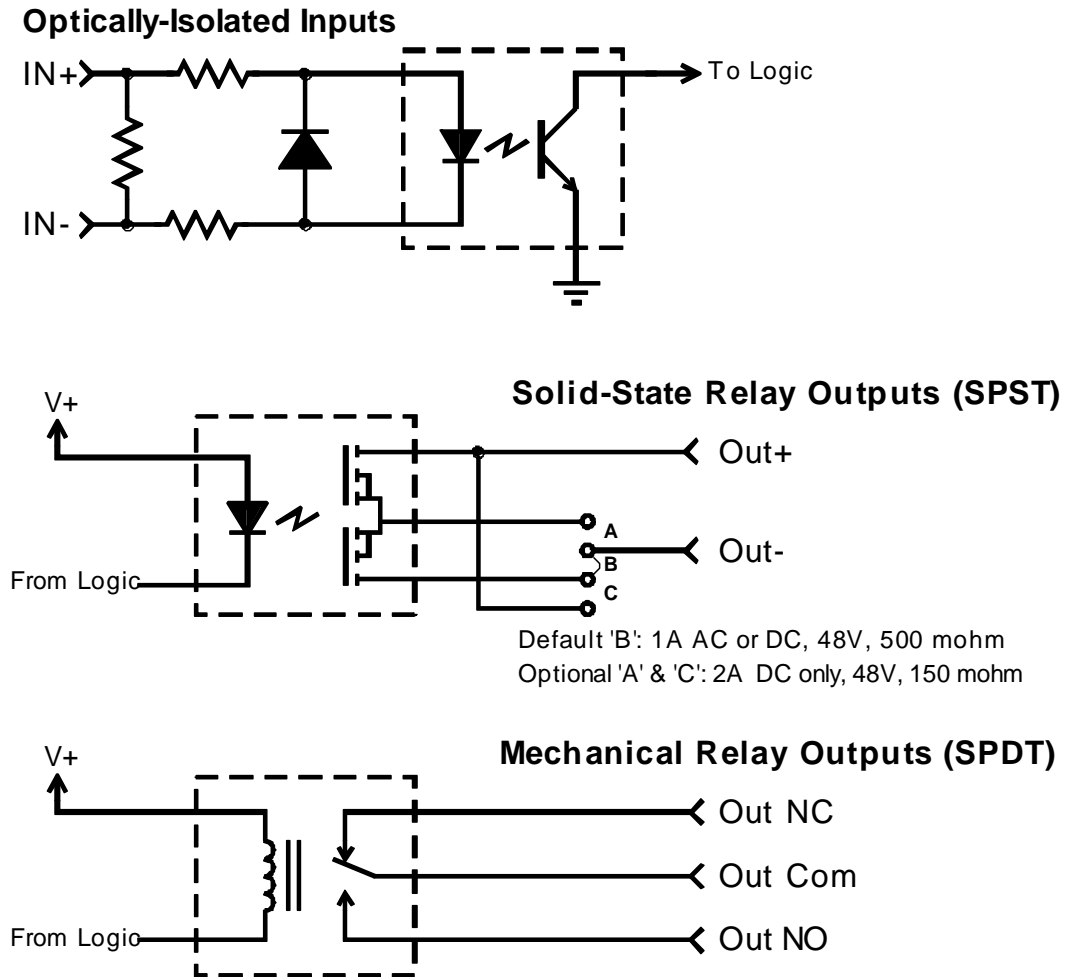 Optically-Isolated Inputs
IN+
To Logic
IN-
Solid-State Relay Outputs (SPST)
V+
Out+
A
Out-
B
From Logic
C
Default 'B': 1A AC or DC, 48V, 500 mohm
Optional 'A' & 'C': 2A DC only, 48V, 150 mohm
Mechanical Relay Outputs (SPDT)
V+
Out NC
Out Com
From Logic
Out NO